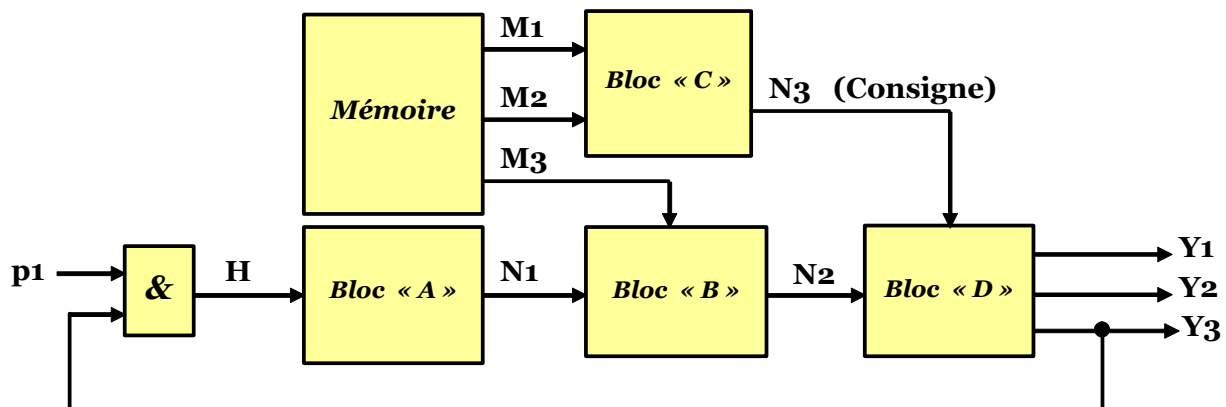 M1
Bloc « C »
N3 (Consigne)
M2
Mémoire
M3
p1
&
H
Bloc « A »
N1
Bloc « B »
N2
Bloc « D »
Y1
Y2
Y3